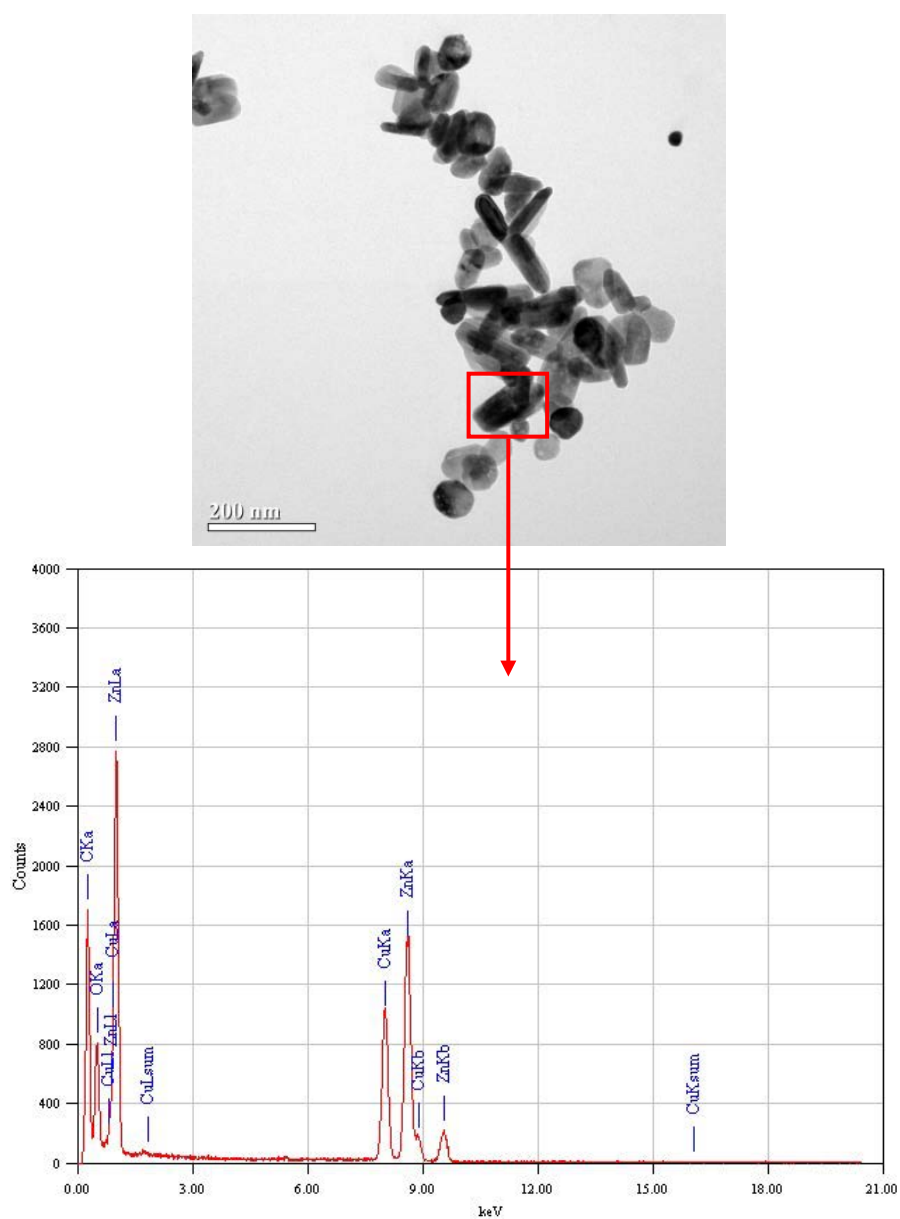 200 nm
4000
3600
3200
2800
2400
2000
1600
1200
800
400
0
Counts
CKa
OKa
CuLl
ZnLl
CuLa
ZnLa
CuLsum
CuKa
ZnKa
CuKb
ZnKb
CuKsum
0.00 3.00 6.00 9.00 12.00 15.00 18.00 21.00
keV